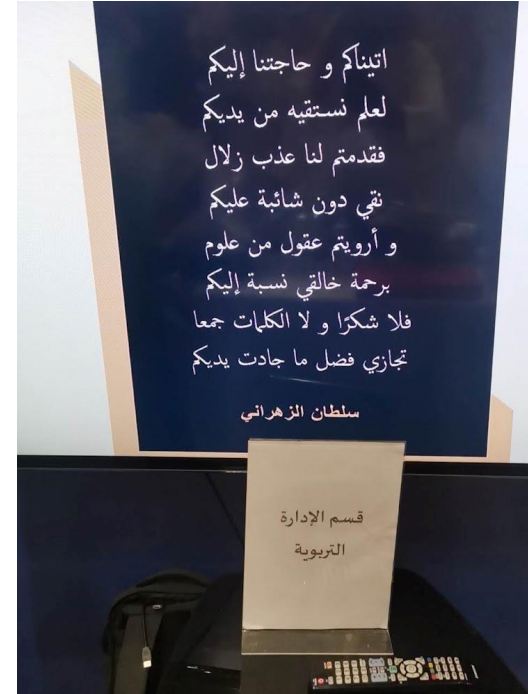 اتيناكم و حاجتنا إليكم
لعلم نستقيه من يديكم
فقدمتم لنا عذب زلال
نقي دون شائبة عليكم
و أرويتم عقول من علوم
برحمة خالقي نسبة إليكم
فلا شكرًا و لا الكلمات جمعا
تجازي فضل ما جادت يديكم
سلطان الزهراني
قسم الإدارة
التربوية